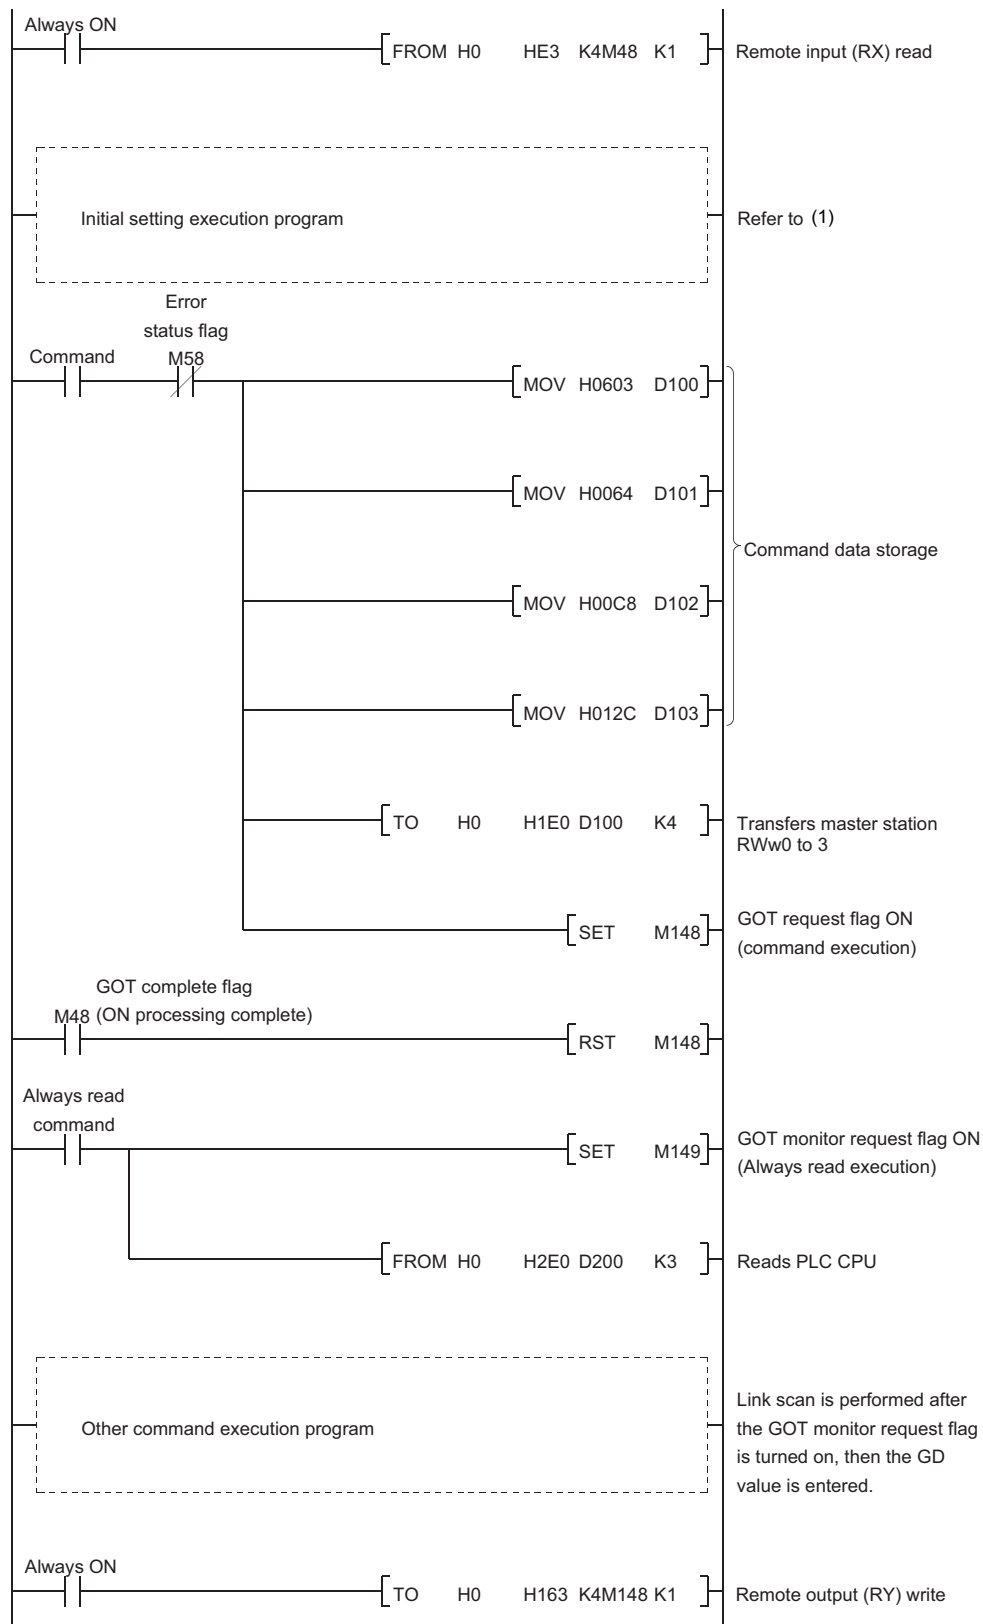 Always ON
FROM H0 HE3 K4M48 K1 Remote input (RX) read
Initial setting execution program Refer to (1)
Error
status flag
Command M58
MOV H0603 D100
MOV H0064 D101
Command data storage
MOV H00C8 D102
MOV H012C D103
TO H0 H1E0 D100 K4 Transfers master station
RWw0 to 3
SET M148 GOT request flag ON
(command execution)
GOT complete flag
M48 (ON processing complete)
RST M148
Always read
command
SET M149 GOT monitor request flag ON
(Always read execution)
FROM H0 H2E0 D200 K3 Reads PLC CPU
Other command execution program
Link scan is performed after
the GOT monitor request flag
is turned on, then the GD
value is entered.
Always ON
TO H0 H163 K4M148 K1 Remote output (RY) write